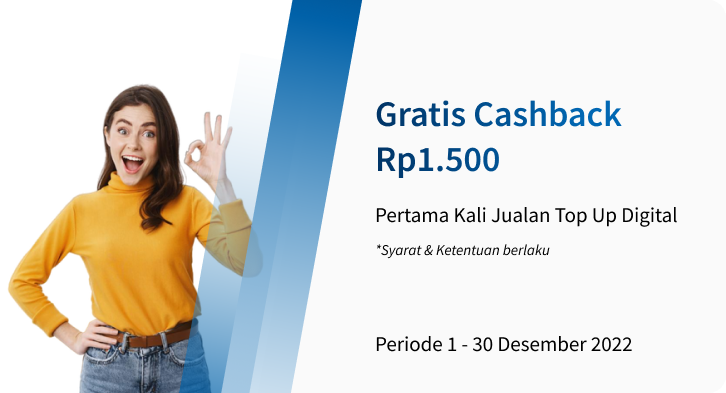 Gratis Cashback
Rp1.500
Pertama Kali Jualan Top Up Digital
*Syarat & Ketentuan berlaku
Periode 1 - 30 Desember 2022